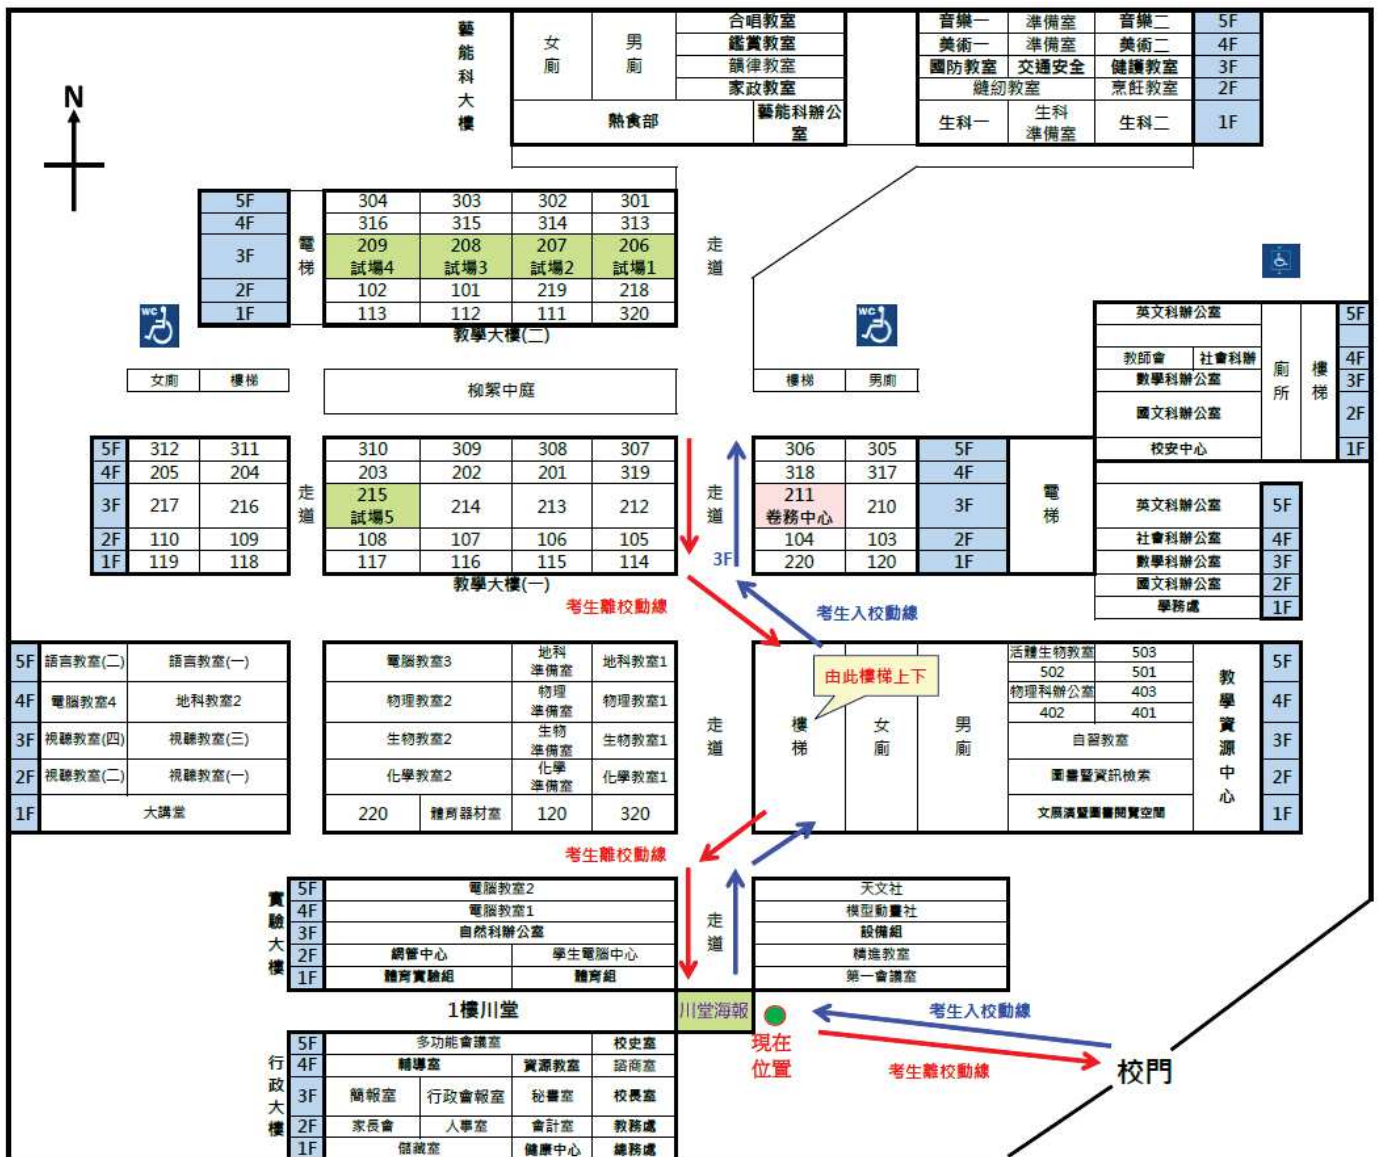 N
藝能科大樓
女廁
男廁
合唱教室
鑑賞教室
韻律教室
家政教室
熱食部
藝能科辦公室
音樂一 準備室 音樂二 5F
美術一 準備室 美術二 4F
國防教室 交通安全 健護教室 3F
縫紉教室 烹飪教室 2F
生科一 生科準備室 生科二 1F
5F 304 303 302 301
4F 316 315 314 313
3F 209 208 207 206
試場4 試場3 試場2 試場1
2F 102 101 219 218
1F 113 112 111 320
電梯
教學大樓(二)
走道
WC
WC
女廁 樓梯
柳絮中庭
樓梯 男廁
英文科辦公室 5F
教師會 社會科辦 4F
數學科辦公室 3F
國文科辦公室 2F
校安中心 1F
廁所
樓梯
5F 312 311 310 309 308 307 306 305 5F
4F 205 204 203 202 201 319 318 317 4F
3F 217 216 215 214 213 212 211 210 3F
試場5 卷務中心
2F 110 109 108 107 106 105 104 103 2F
1F 119 118 117 116 115 114 220 120 1F
走道
走道
3F
電梯
教學大樓(一)
英文科辦公室 5F
社會科辦公室 4F
數學科辦公室 3F
國文科辦公室 2F
學務處 1F
考生離校動線
考生入校動線
由此樓梯上下
5F 語言教室(二) 語言教室(一) 電腦教室3 地科準備室 地科教室1
4F 電腦教室4 地科教室2 物理教室2 物理準備室 物理教室1
3F 視聽教室(四) 視聽教室(三) 生物教室2 生物準備室 生物教室1
2F 視聽教室(二) 視聽教室(一) 化學教室2 化學準備室 化學教室1
1F 大講堂 220 體育器材室 120 320
走道
樓梯
女廁
男廁
活體生物教室 503 5F
502 501
物理科辦公室 403 4F
402 401
自習教室 3F
圖書暨資訊檢索 2F
文展演暨圖書閱覽空間 1F
教學資源中心
考生離校動線
實驗大樓
5F 電腦教室2 天文社
4F 電腦教室1 模型動畫社
3F 自然科辦公室 設備組
2F 網管中心 學生電腦中心 精進教室
1F 體育實驗組 體育組 第一會議室
走道
1樓川堂
川堂海報
現在
位置
考生入校動線
考生離校動線
校門
行政大樓
5F 多功能會議室 校史室
4F 輔導室 資源教室 諮商室
3F 簡報室 行政會報室 秘書室 校長室
2F 家長會 人事室 會計室 教務處
1F 儲藏室 健康中心 總務處